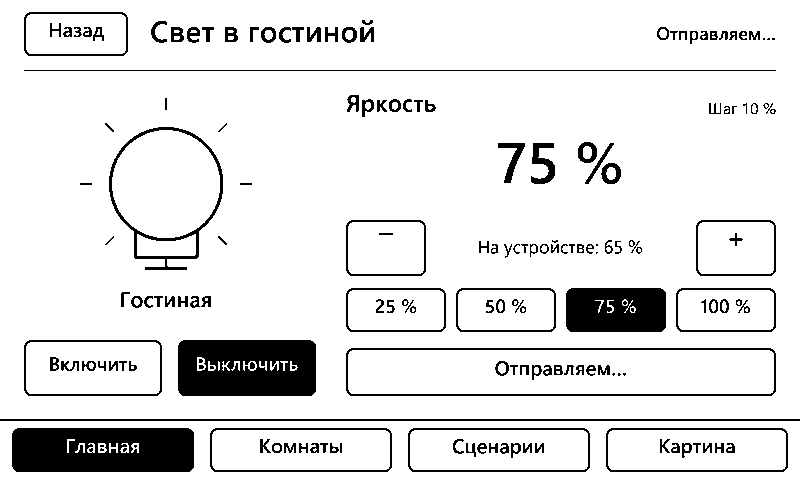 Назад
Свет в гостиной
Отправляем...
Яркость
Шаг 10 %
75 %
−
На устройстве: 65 %
+
Гостиная
25 %
50 %
75 %
100 %
Включить
Выключить
Отправляем...
Главная
Комнаты
Сценарии
Картина